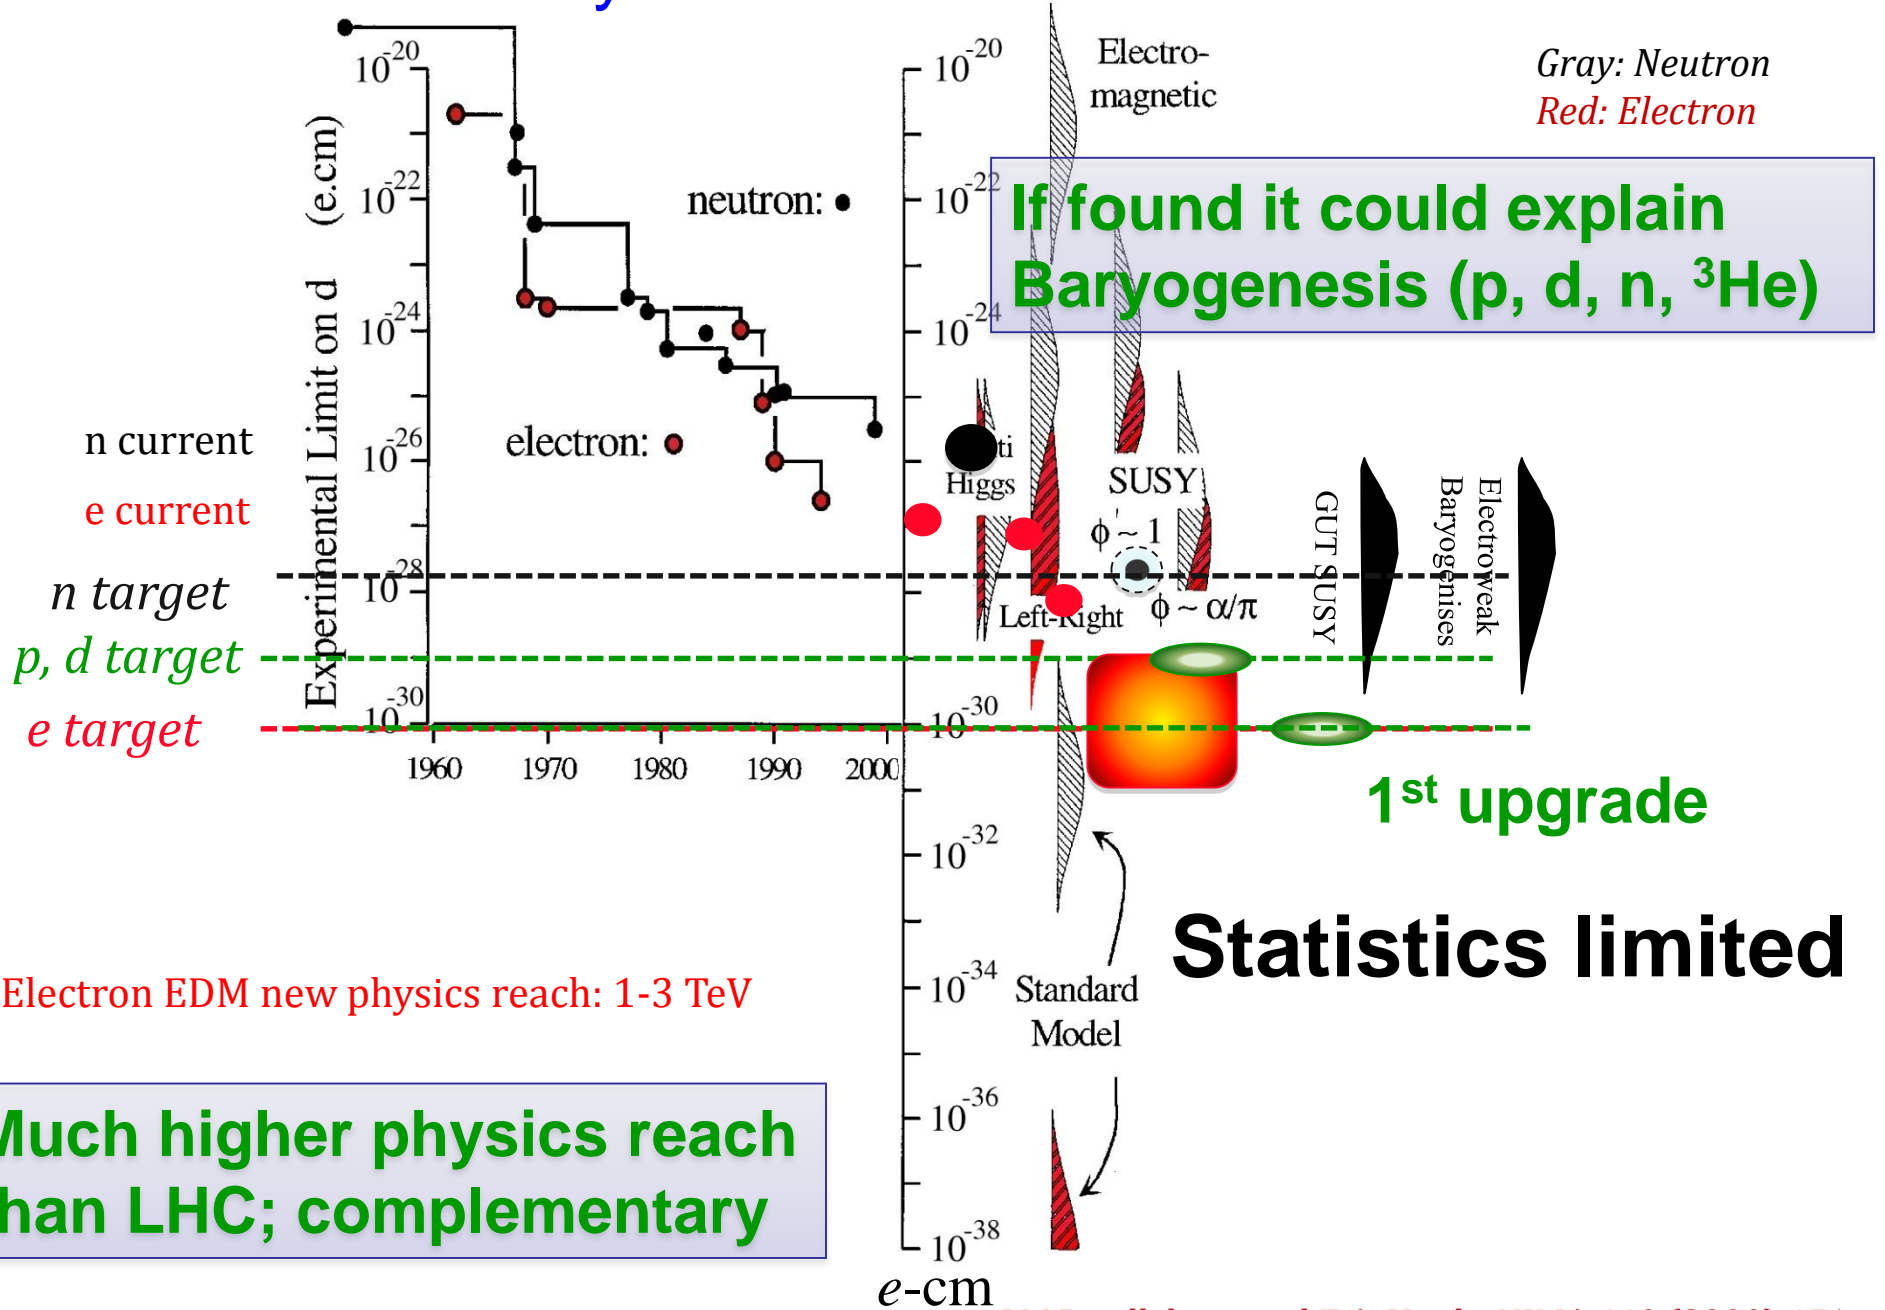 Gray: Neutron
Red: Electron
Experimental Limit on d (e.cm)
10-20
10-22
10-24
10-26
10-28
10-30
1960 1970 1980 1990 2000
neutron:
electron:
n current
e current
n target
p, d target
e target
10-20
10-22
10-24
10-30
10-32
10-34
10-36
10-38
e-cm
Electro-
magnetic
If found it could explain
Baryogenesis (p, d, n, 3He)
Higgs
SUSY
ϕ ~ 1
ϕ ~ α/π
Left-Right
GUT SUSY
Electroweak
Baryogenises
1st upgrade
Statistics limited
Standard
Model
Electron EDM new physics reach: 1-3 TeV
Much higher physics reach
than LHC; complementary